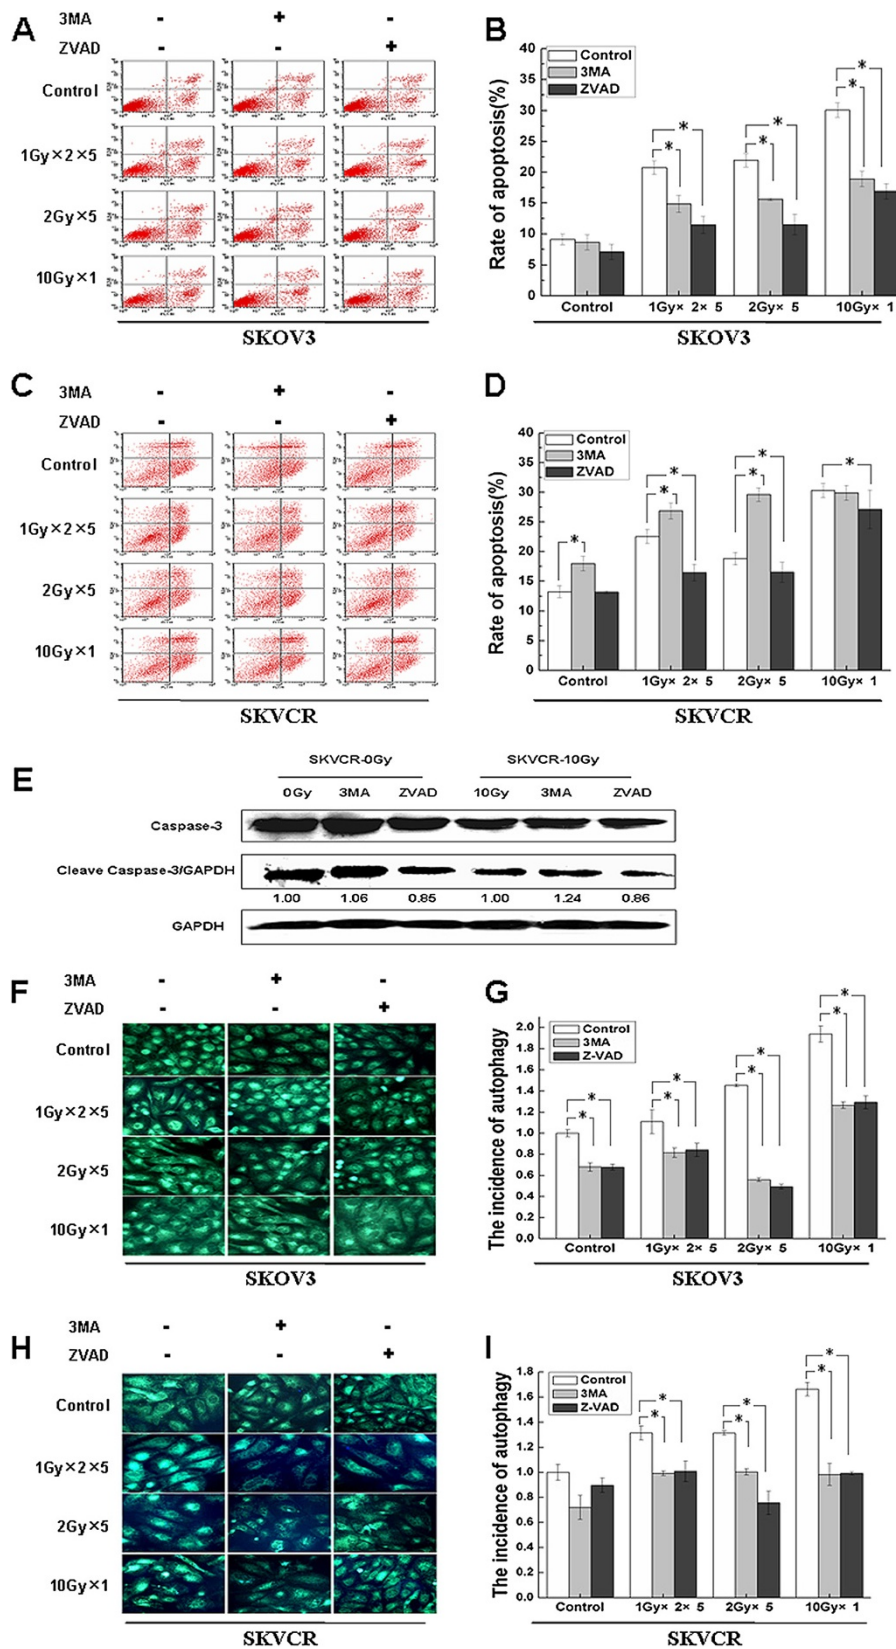 A
3MA - + -
ZVAD - - +
Control
1Gy×2×5
2Gy×5
10Gy×1
SKOV3
B
Rate of apoptosis(%)
40
35
30
25
20
15
10
5
0
Control
3MA
ZVAD
* * * * * *
Control 1Gy× 2× 5 2Gy× 5 10Gy× 1
SKOV3
C
3MA - + -
ZVAD - - +
Control
1Gy×2×5
2Gy×5
10Gy×1
SKVCR
D
Rate of apoptosis(%)
40
35
30
25
20
15
10
5
0
Control
3MA
ZVAD
* * * * * *
Control 1Gy× 2× 5 2Gy× 5 10Gy× 1
SKVCR
E
SKVCR-0Gy SKVCR-10Gy
0Gy 3MA ZVAD 10Gy 3MA ZVAD
Caspase-3
Cleave Caspase-3/GAPDH
1.00 1.06 0.85 1.00 1.24 0.86
GAPDH
F
3MA - + -
ZVAD - - +
Control
1Gy×2×5
2Gy×5
10Gy×1
SKOV3
G
The incidence of autophagy
2.0
1.8
1.6
1.4
1.2
1.0
0.8
0.6
0.4
0.2
0.0
Control
3MA
Z-VAD
* * * * * * * *
Control 1Gy× 2× 5 2Gy× 5 10Gy× 1
SKOV3
H
3MA - + -
ZVAD - - +
Control
1Gy×2×5
2Gy×5
10Gy×1
SKVCR
I
The incidence of autophagy
1.8
1.6
1.4
1.2
1.0
0.8
0.6
0.4
0.2
0.0
Control
3MA
Z-VAD
* * * * * *
Control 1Gy× 2× 5 2Gy× 5 10Gy× 1
SKVCR